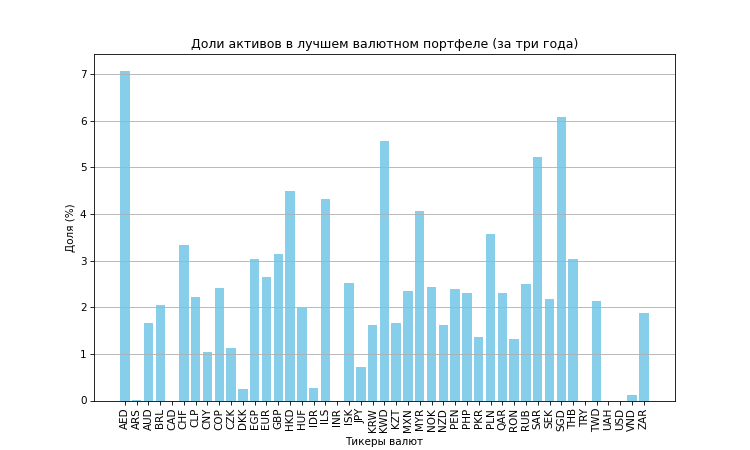 Доли активов в лучшем валютном портфеле (за три года)
Доля (%)
7
6
5
4
3
2
1
0
AED
ARS
AUD
BRL
CAD
CHF
CLP
CNY
COP
CZK
DKK
EGP
EUR
GBP
HKD
HUF
IDR
ILS
INR
ISK
JPY
KRW
KWD
KZT
MXN
MYR
NOK
NZD
PEN
PHP
PKR
PLN
QAR
RON
RUB
SAR
SEK
SGD
THB
TRY
TWD
UAH
USD
VND
ZAR
Тикеры валют